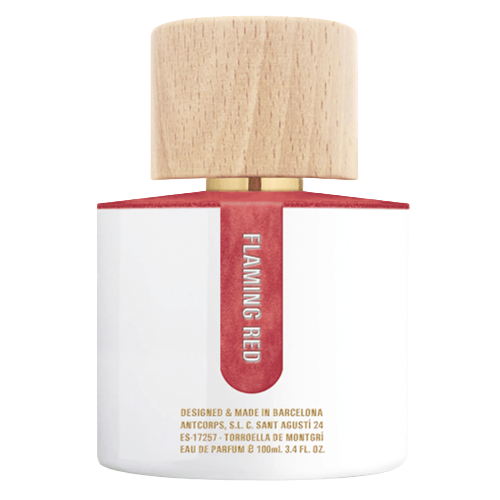 FLAMING RED
DESIGNED & MADE IN BARCELONA
ANTCORPS, S.L. C. SANT AGUSTÍ 24
ES-17257 - TORROELLA DE MONTGRÍ
EAU DE PARFUM ℮ 100ml. 3.4 FL. OZ.